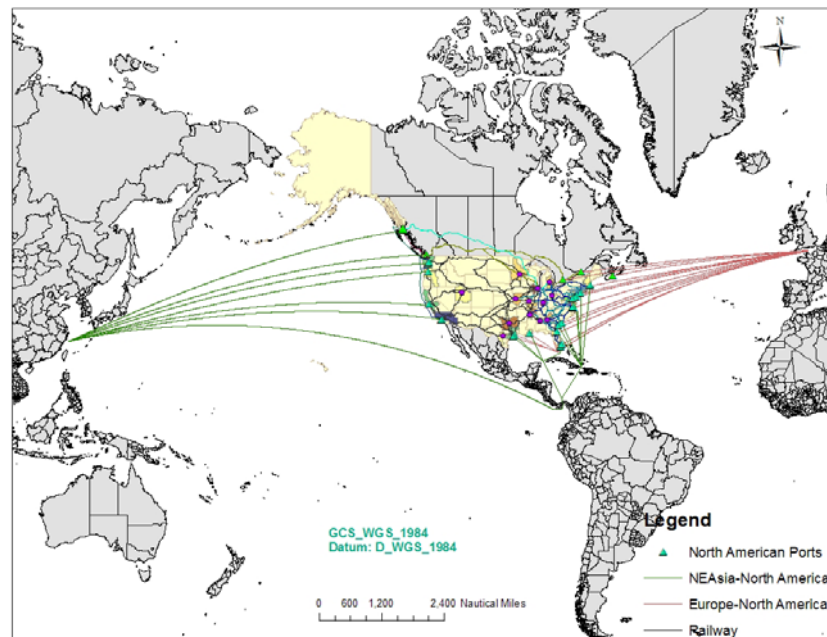 N
GCS_WGS_1984
Datum: D_WGS_1984
0 600 1,200 2,400 Nautical Miles
Legend
North American Ports
NEAsia-North America
Europe-North America
Railway